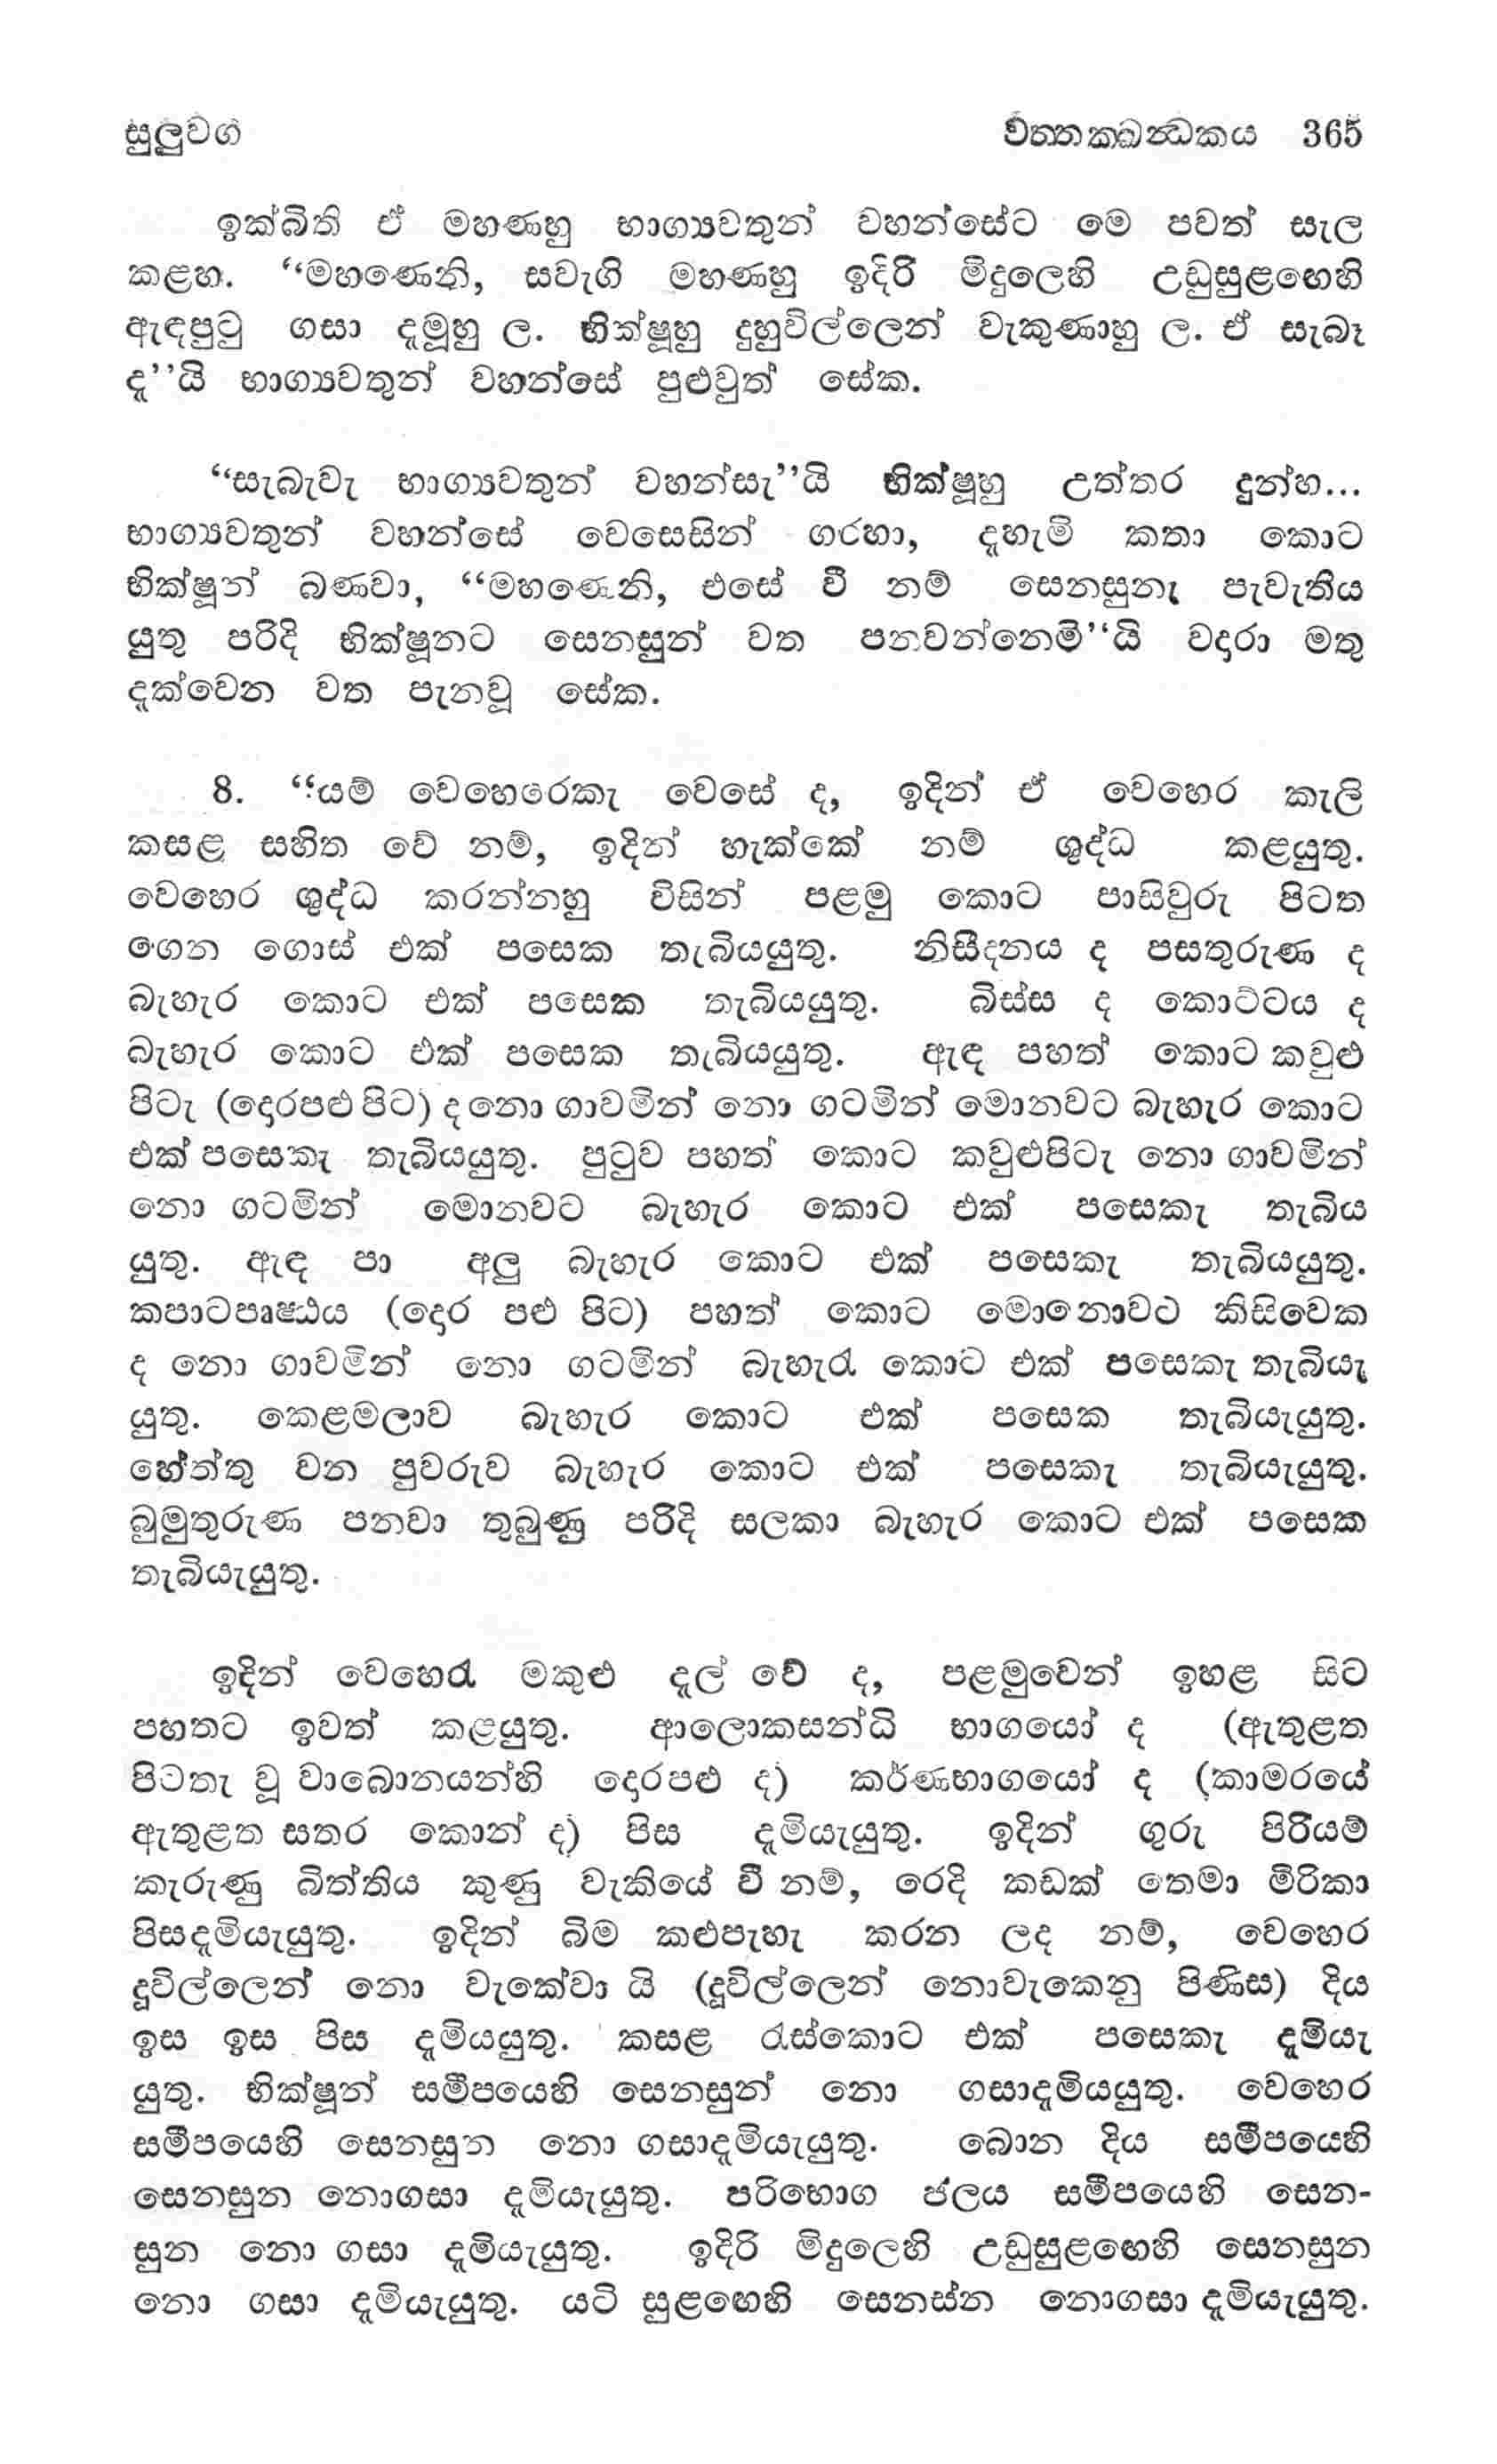 සුලුවග වත්තක්ඛන්ධකය 365
ඉක්බිති ඒ මහණහු භාග්‍යවතුන් වහන්සේට මෙ පවත් සැල
කළහ. “මහණෙනි, සවැගි මහණහු ඉදිරි මිදුලෙහි උඩුසුළඟෙහි
ඇඳපුටු ගසා දැමූහු ල. භික්ෂූහු දුහුවිල්ලෙන් වැකුණාහු ල. ඒ සැබෑ
දැ’’යි භාග්‍යවතුන් වහන්සේ පුළුවුත් සේක.
“සැබැවැ භාග්‍යවතුන් වහන්සැ’’යි භික්ෂූහු උත්තර දුන්හ...
භාග්‍යවතුන් වහන්සේ වෙසෙසින් ගරහා, දැහැමි කතා කොට
භික්ෂූන් බණවා, “මහණෙනි, එසේ වී නම් සෙනසුනැ පැවැතිය
යුතු පරිදි භික්ෂූනට සෙනසුන් වත පනවන්නෙමි’‘යි වදාරා මතු
දැක්වෙන වත පැනවූ සේක.
8. “යම් වෙහෙරෙකැ වෙසේ ද, ඉදින් ඒ වෙහෙර කැලි
කසළ සහිත වේ නම්, ඉදින් හැක්කේ නම් ශුද්ධ කළයුතු.
වෙහෙර ශුද්ධ කරන්නහු විසින් පළමු කොට පාසිවුරු පිටත
ගෙන ගොස් එක් පසෙක තැබියයුතු. නිසීදනය ද පසතුරුණ ද
බැහැර කොට එක් පසෙක තැබියයුතු. බිස්ස ද කොට්ටය ද
බැහැර කොට එක් පසෙක තැබියයුතු. ඇඳ පහත් කොට කවුළු
පිටැ (දොරපළු පිට) ද නො ගාවමින් නො ගටමින් මොනවට බැහැර කොට
එක් පසෙකැ තැබියයුතු. පුටුව පහත් කොට කවුළුපිටැ නො ගාවමින්
නො ගටමින් මොනවට බැහැර කොට එක් පසෙකැ තැබිය
යුතු. ඇඳ පා අලු බැහැර කොට එක් පසෙකැ තැබියයුතු.
කපාටපෘෂ්ඨය (දොර පළු පිට) පහත් කොට මොනොවට කිසිවෙක
ද නො ගාවමින් නො ගටමින් බැහැරැ කොට එක් පසෙකැ තැබියැ
යුතු. කෙළමලාව බැහැර කොට එක් පසෙක තැබියැයුතු.
හේත්තු වන පුවරුව බැහැර කොට එක් පසෙකැ තැබියැයුතු.
බුමුතුරුණ පනවා තුබුණු පරිදි සලකා බැහැර කොට එක් පසෙක
තැබියැයුතු.
ඉදින් වෙහෙරැ මකුළු දැල් වේ ද, පළමුවෙන් ඉහළ සිට
පහතට ඉවත් කළයුතු. ආලොකසන්ධි භාගයෝ ද (ඇතුළත
පිටතැ වූ වාබොනයන්හි දොරපළු ද) කර්ණභාගයෝ ද (කාමරයේ
ඇතුළත සතර කොන් ද) පිස දැමියැයුතු. ඉදින් ගුරු පිරියම්
කැරුණු බිත්තිය කුණු වැකියේ වී නම්, රෙදි කඩක් තෙමා මිරිකා
පිසදැමියැයුතු. ඉදින් බිම කළුපැහැ කරන ලද නම්, වෙහෙර
දූවිල්ලෙන් නො වැකේවා යි (දූවිල්ලෙන් නොවැකෙනු පිණිස) දිය
ඉස ඉස පිස දැමියයුතු. කසළ රැස්කොට එක් පසෙකැ දැමියැ
යුතු. භික්ෂූන් සමීපයෙහි සෙනසුන් නො ගසාදැමියයුතු. වෙහෙර
සමීපයෙහි සෙනසුන නො ගසාදැමියැයුතු. බොන දිය සමීපයෙහි
සෙනසුන නොගසා දැමියැයුතු. පරිභොග ජලය සමීපයෙහි සෙන-
සුන නො ගසා දැමියැයුතු. ඉදිරි මිදුලෙහි උඩුසුළඟෙහි සෙනසුන
නො ගසා දැමියැයුතු. යටි සුළඟෙහි සෙනස්න නොගසා දැමියැයුතු.